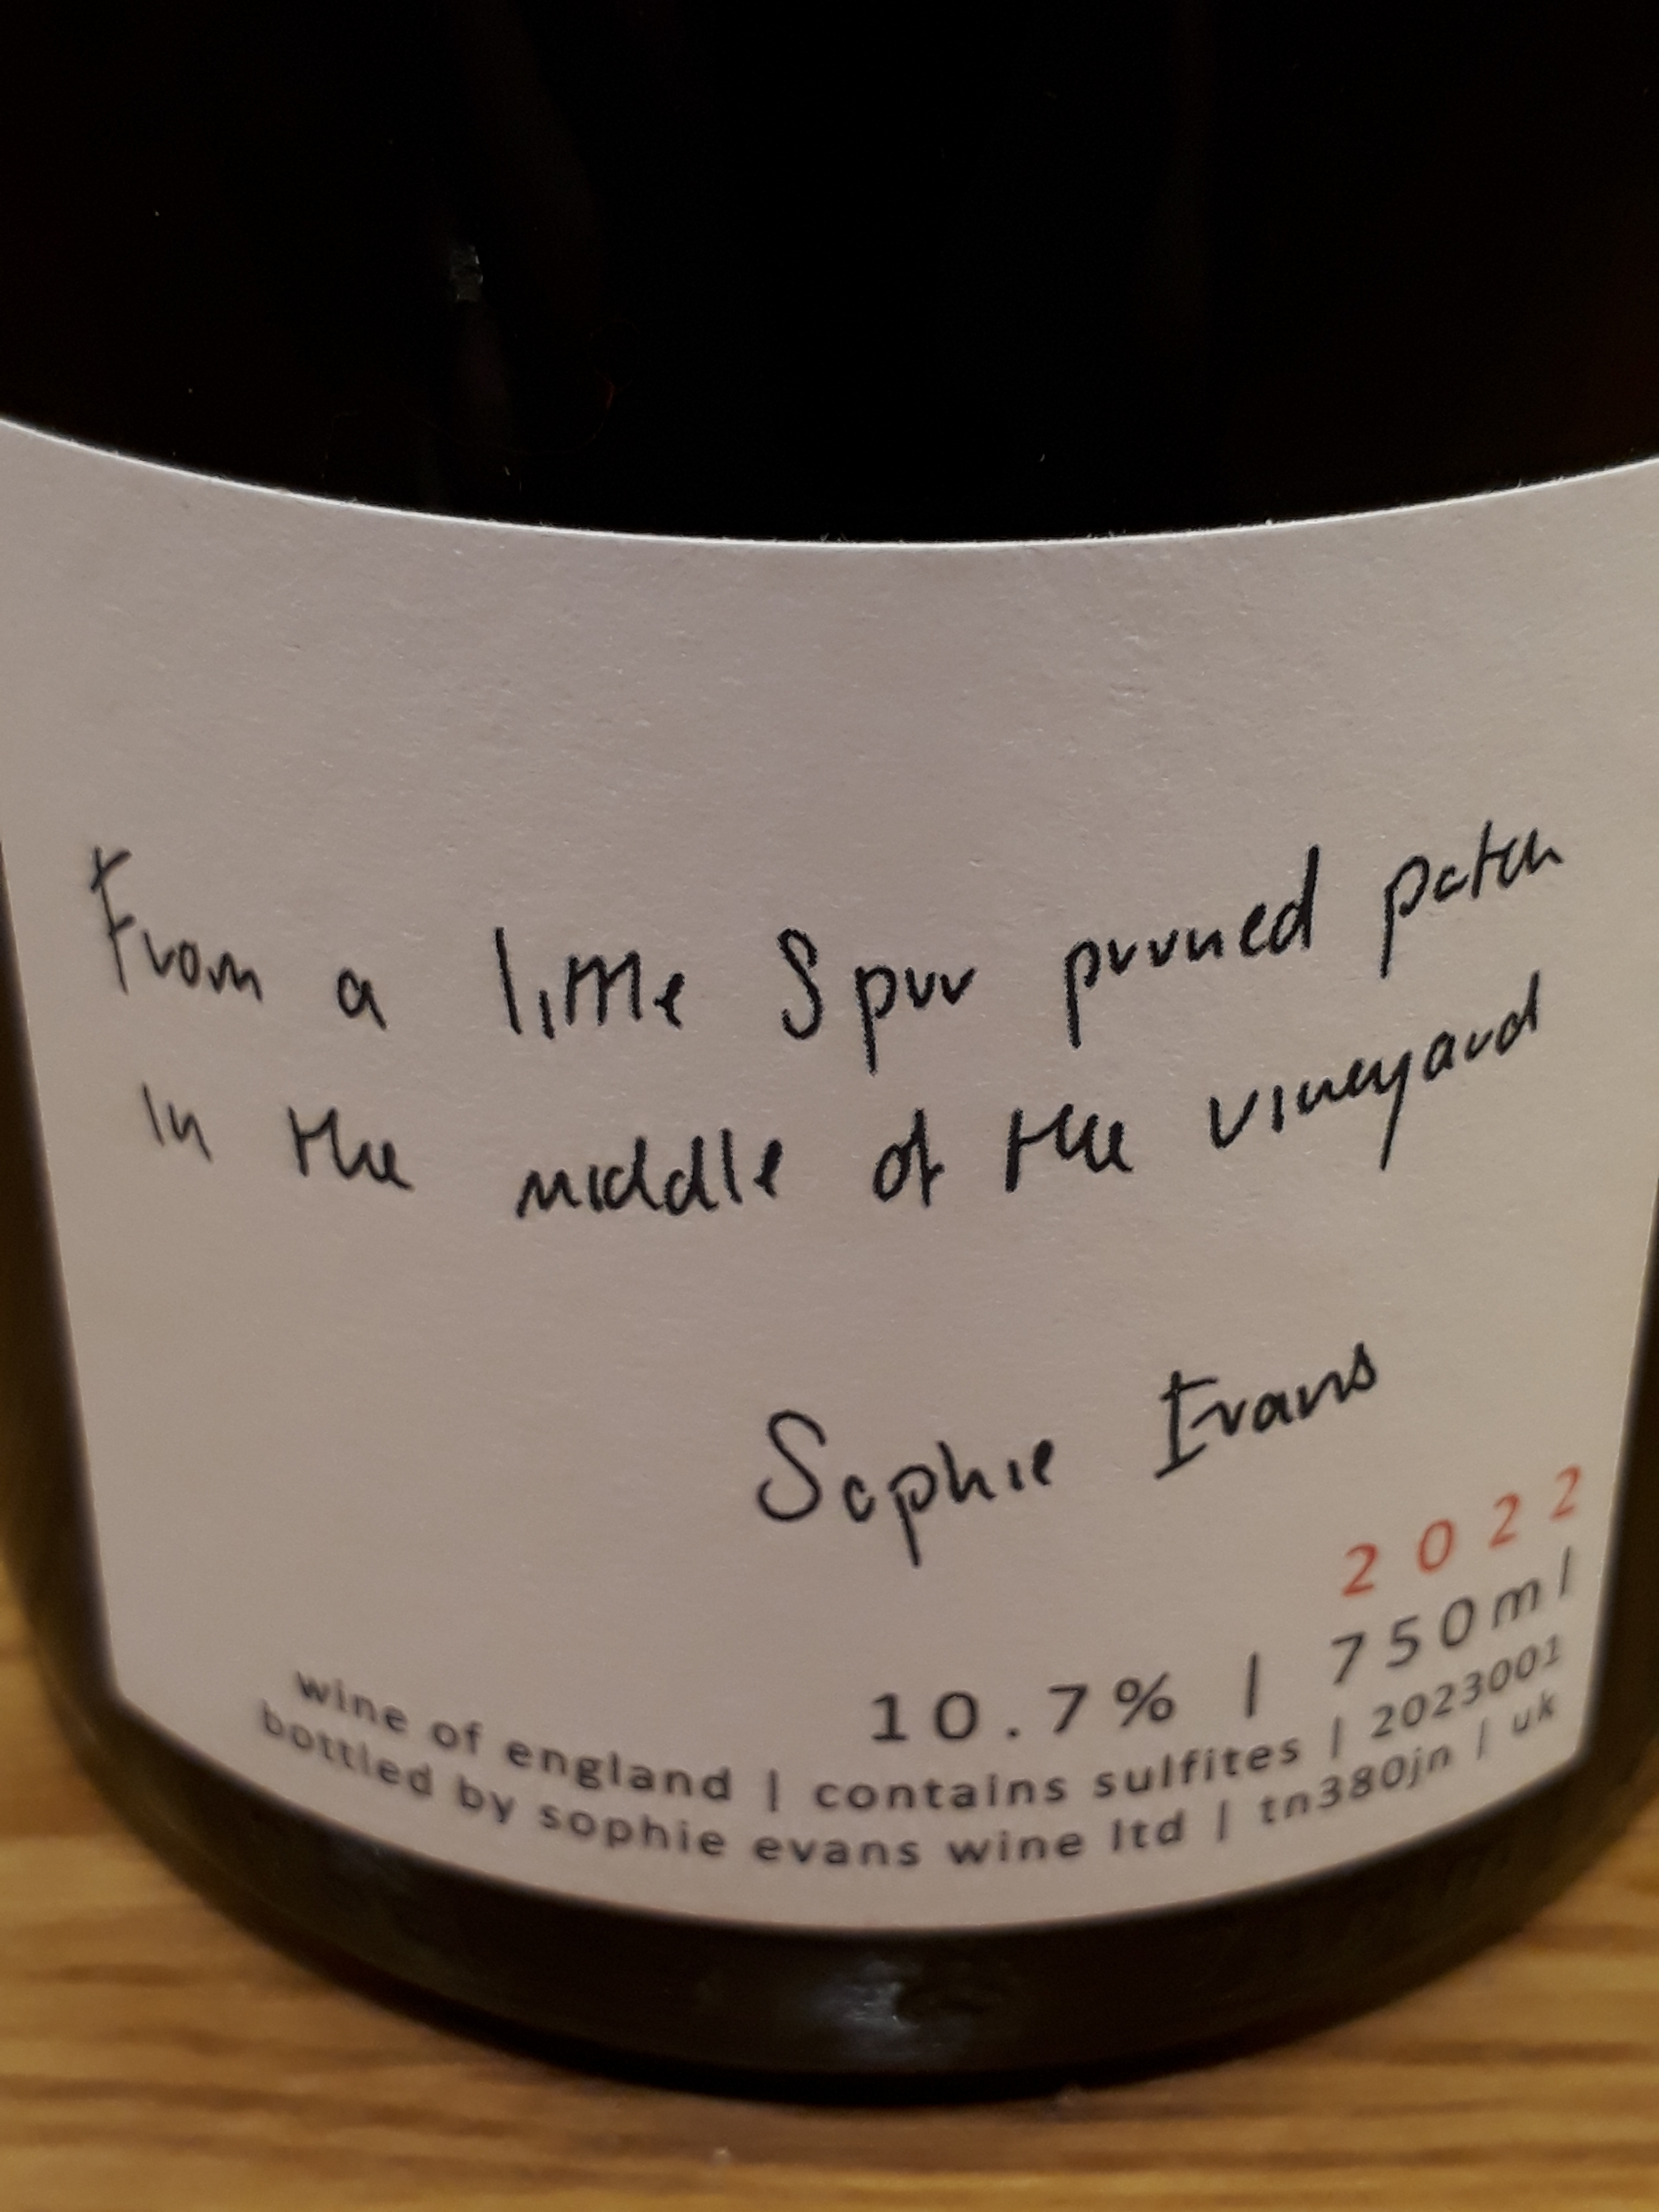 From a little Spur pruned patch
in the middle of the vineyard
Sophie Evans
2022
10.7% | 750ml
wine of england | contains sulfites | 2023001
bottled by sophie evans wine ltd | tn380jn | uk